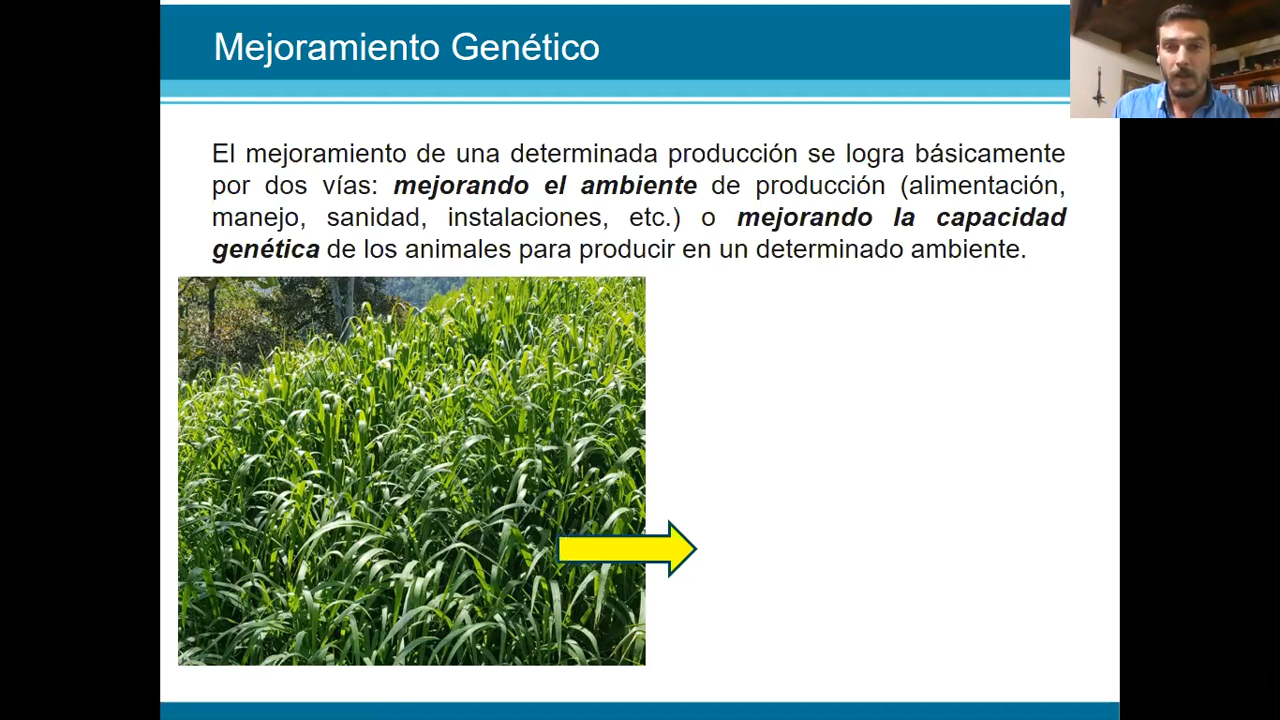 Mejoramiento Genético
El mejoramiento de una determinada producción se logra básicamente
por dos vías: mejorando el ambiente de producción (alimentación,
manejo, sanidad, instalaciones, etc.) o mejorando la capacidad
genética de los animales para producir en un determinado ambiente.